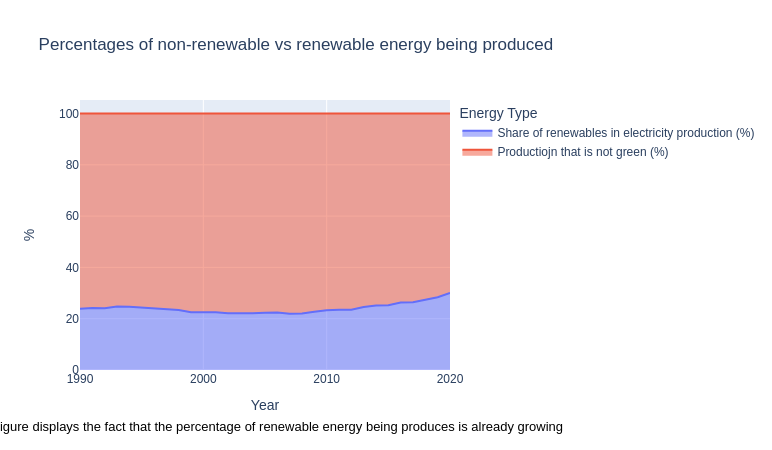 Percentages of non-renewable vs renewable energy being produced
Energy Type
Share of renewables in electricity production (%)
Productiojn that is not green (%)
100
80
60
40
20
0
%
1990
2000
2010
2020
Year
igure displays the fact that the percentage of renewable energy being produces is already growing